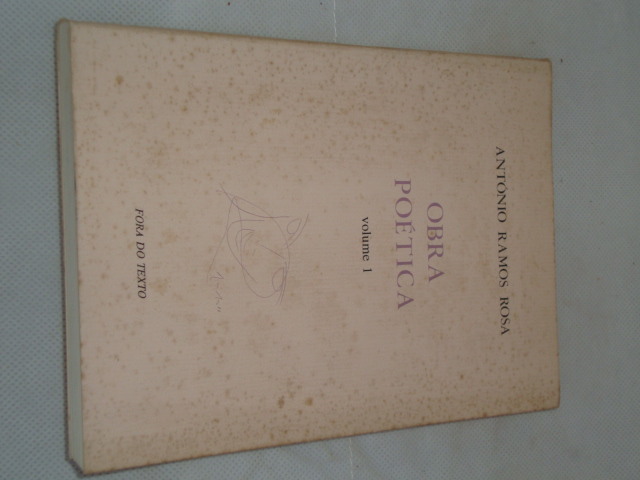 ANTÓNIO RAMOS ROSA
OBRA
POÉTICA
volume 1
FORA DO TEXTO